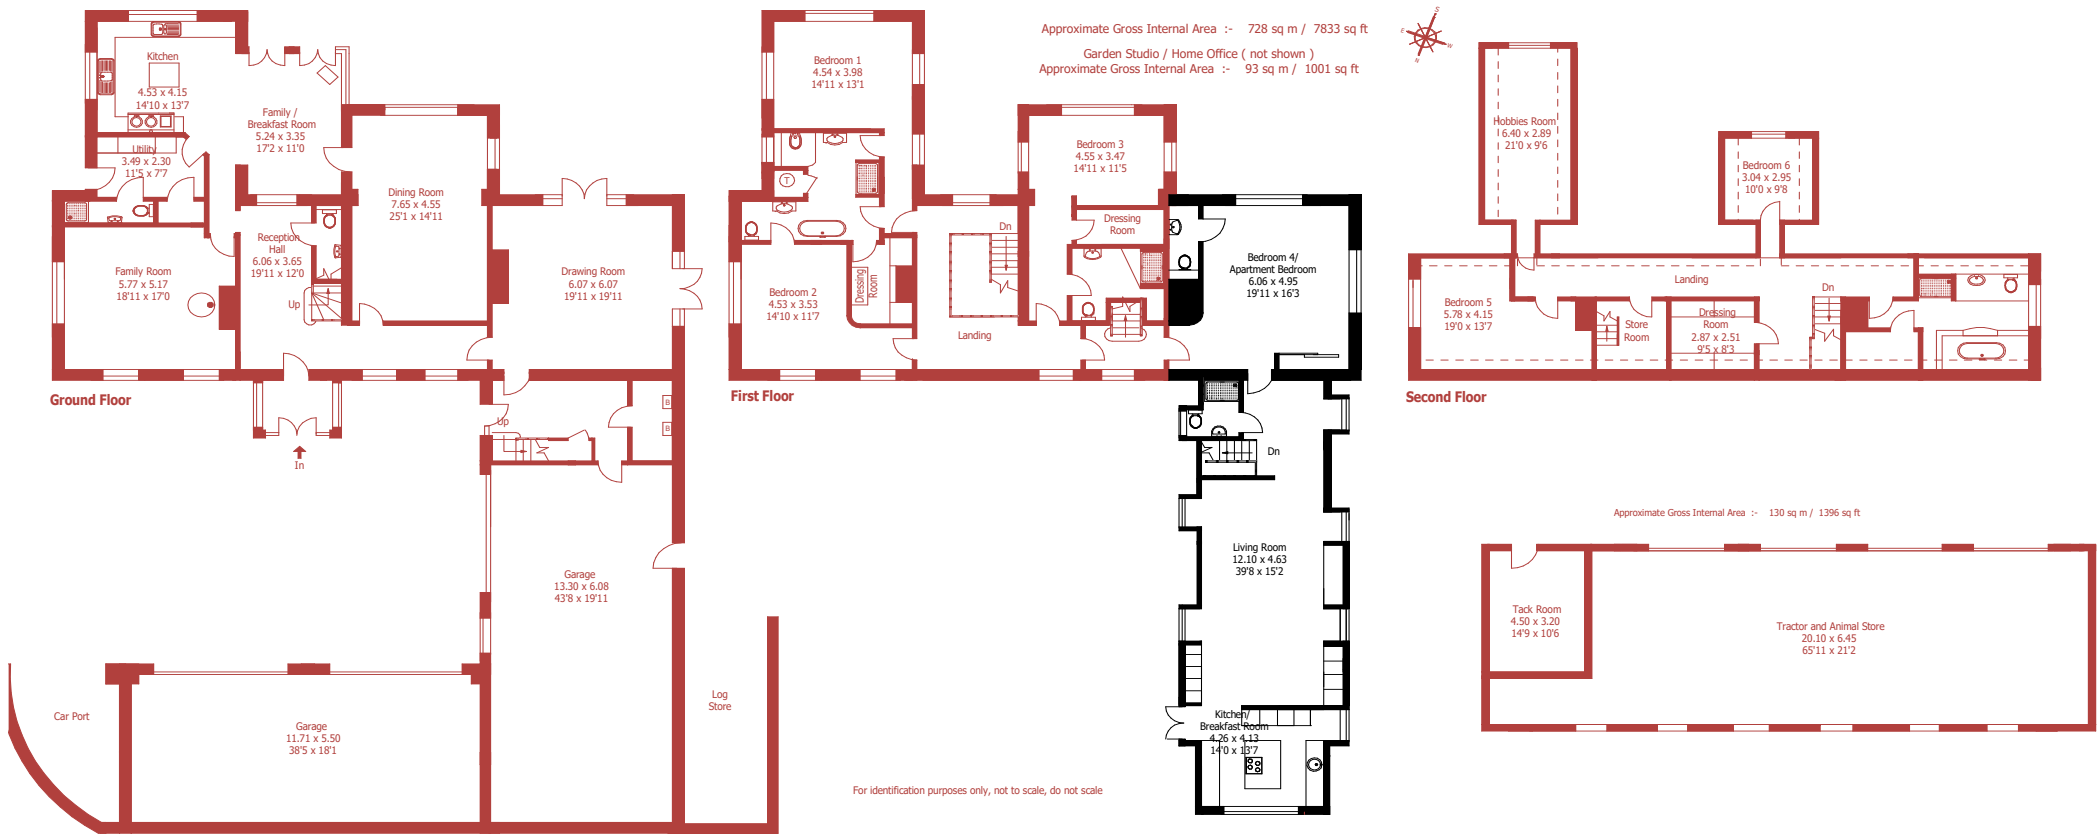 Approximate Gross Internal Area :- 728 sq m / 7833 sq ft
Garden Studio / Home Office ( not shown )
Approximate Gross Internal Area :- 93 sq m / 1001 sq ft
S
E
W
N
Kitchen
4.53 x 4.15
14'10 x 13'7
Family /
Breakfast Room
5.24 x 3.35
17'2 x 11'0
Utility
3.49 x 2.30
11'5 x 7'7
Dining Room
7.65 x 4.55
25'1 x 14'11
Reception
Hall
6.06 x 3.65
19'11 x 12'0
Family Room
5.77 x 5.17
18'11 x 17'0
Up
Drawing Room
6.07 x 6.07
19'11 x 19'11
Ground Floor
In
Up
B
B
Garage
13.30 x 6.08
43'8 x 19'11
Log
Store
Car Port
Garage
11.71 x 5.50
38'5 x 18'1
Bedroom 1
4.54 x 3.98
14'11 x 13'1
T
Bedroom 2
4.53 x 3.53
14'10 x 11'7
Dressing
Room
Dn
Landing
Bedroom 3
4.55 x 3.47
14'11 x 11'5
Dressing
Room
Bedroom 4/
Apartment Bedroom
6.06 x 4.95
19'11 x 16'3
First Floor
Dn
Living Room
12.10 x 4.63
39'8 x 15'2
Kitchen/
Breakfast Room
4.26 x 4.13
14'0 x 13'7
Hobbies Room
6.40 x 2.89
21'0 x 9'6
Bedroom 6
3.04 x 2.95
10'0 x 9'8
Landing
Bedroom 5
5.78 x 4.15
19'0 x 13'7
Store
Room
Dressing
Room
2.87 x 2.51
9'5 x 8'3
Dn
Second Floor
Approximate Gross Internal Area :- 130 sq m / 1396 sq ft
Tack Room
4.50 x 3.20
14'9 x 10'6
Tractor and Animal Store
20.10 x 6.45
65'11 x 21'2
For identification purposes only, not to scale, do not scale